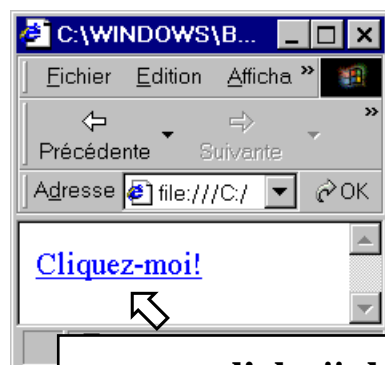 C:\WINDOWS\B...
Fichier Edition Afficha »
Précédente Suivante »
Adresse file:///C:/ OK
Cliquez-moi!